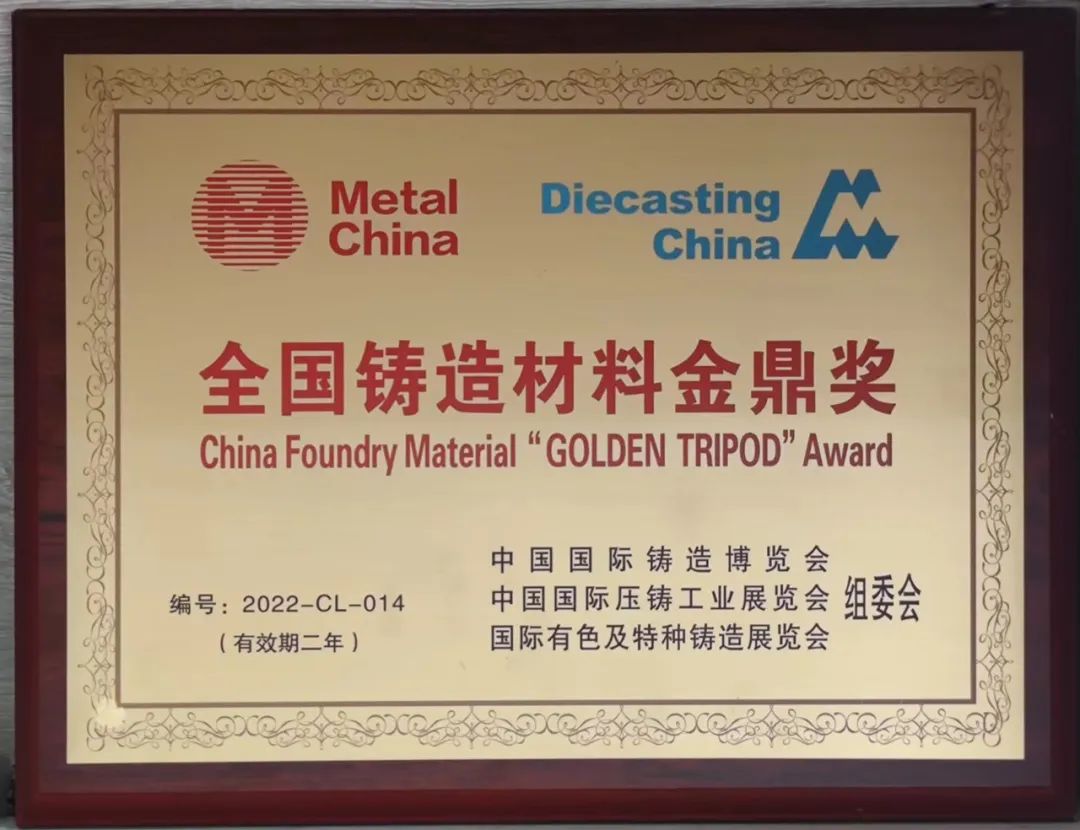 Metal
China
Diecasting
China
全国铸造材料金鼎奖
China Foundry Material “GOLDEN TRIPOD” Award
编号：2022-CL-014
（有效期二年）
中国国际铸造博览会
中国国际压铸工业展览会
国际有色及特种铸造展览会
组委会